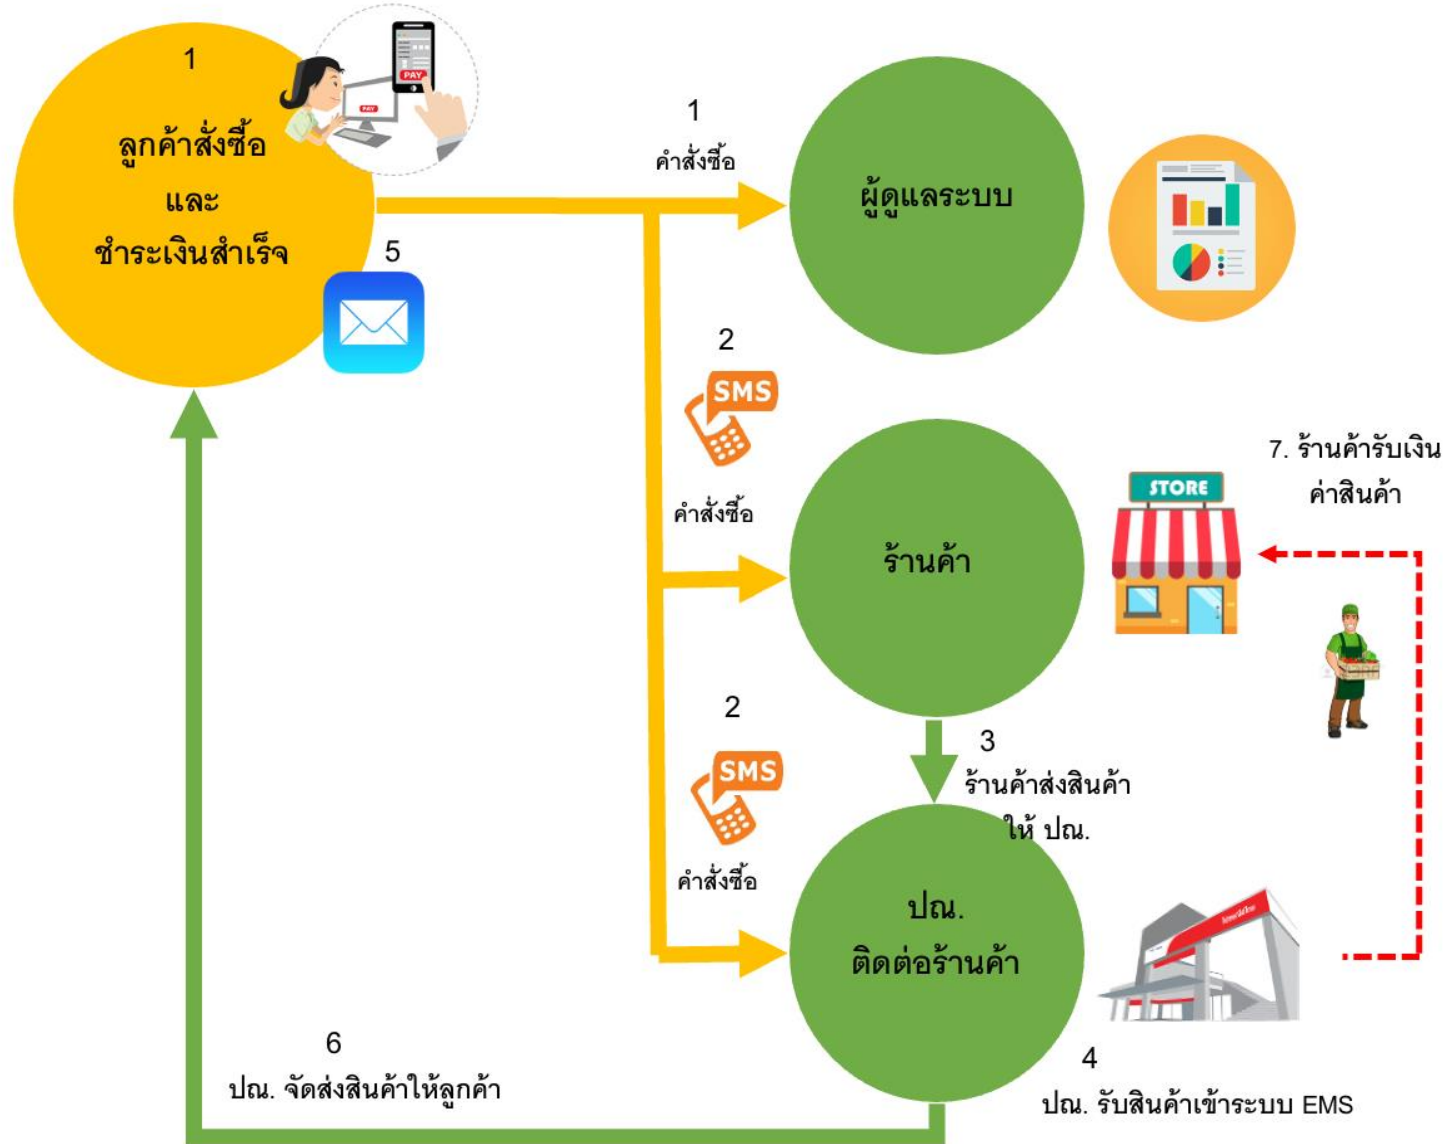 1
ลูกค้าสั่งซื้อ
และ
ชำระเงินสำเร็จ
PAY
PAY
5
1
คำสั่งซื้อ
ผู้ดูแลระบบ
2
SMS
คำสั่งซื้อ
ร้านค้า
STORE
7. ร้านค้ารับเงิน
ค่าสินค้า
2
SMS
คำสั่งซื้อ
3
ร้านค้าส่งสินค้า
ให้ ปณ.
ปณ.
ติดต่อร้านค้า
4
ปณ. รับสินค้าเข้าระบบ EMS
6
ปณ. จัดส่งสินค้าให้ลูกค้า